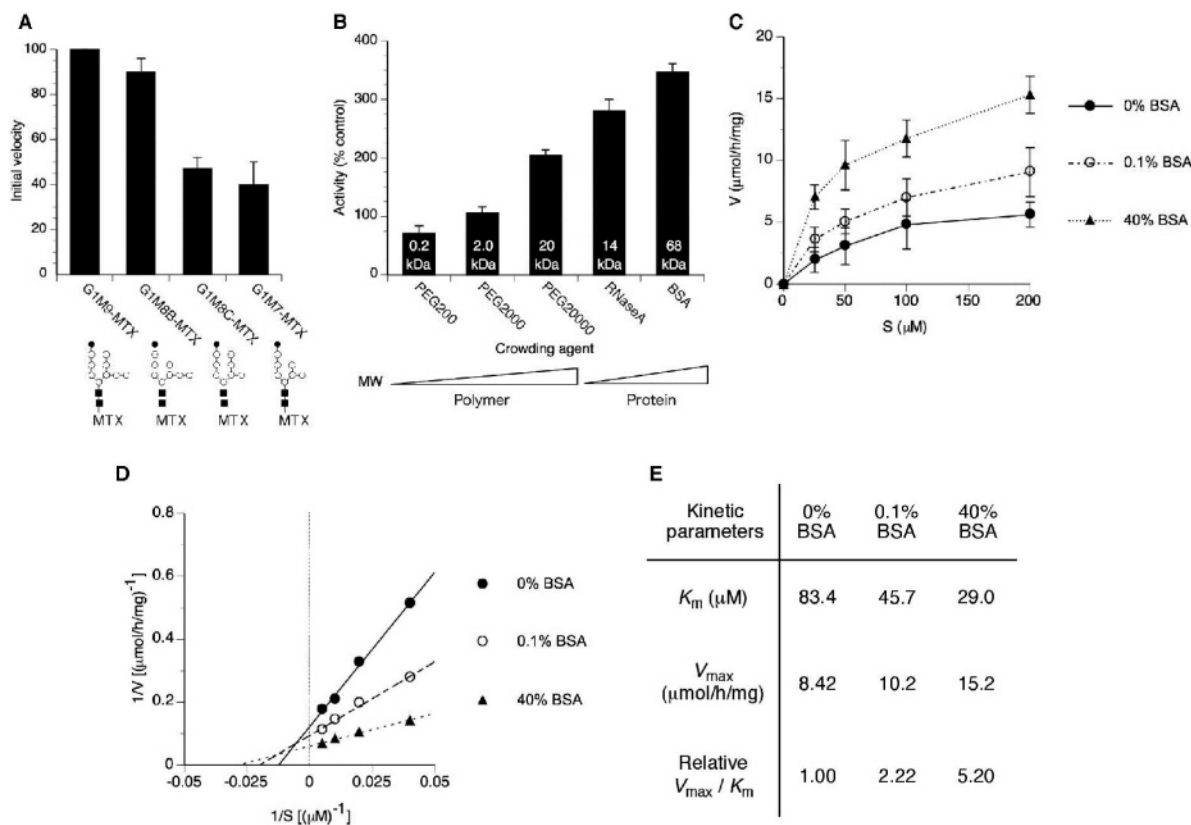 A
Initial velocity
100
80
60
40
20
0
G1M9-MTX
G1M8B-MTX
G1M8C-MTX
G1M7-MTX
MTX
MTX
MTX
MTX
B
Activity (% control)
400
300
200
100
0
0.2 kDa
2.0 kDa
20 kDa
14 kDa
68 kDa
PEG200
PEG2000
PEG20000
RNaseA
BSA
Crowding agent
MW
Polymer
Protein
C
V (μmol/h/mg)
20
15
10
5
0
0
50
100
150
200
S (μM)
0% BSA
0.1% BSA
40% BSA
D
1/V [(μmol/h/mg)⁻¹]
0.8
0.6
0.4
0.2
0
-0.05
-0.025
0
0.025
0.05
1/S [(μM)⁻¹]
0% BSA
0.1% BSA
40% BSA
E
Kinetic parameters
0% BSA
0.1% BSA
40% BSA
Km (μM)
83.4
45.7
29.0
Vmax (μmol/h/mg)
8.42
10.2
15.2
Relative Vmax / Km
1.00
2.22
5.20